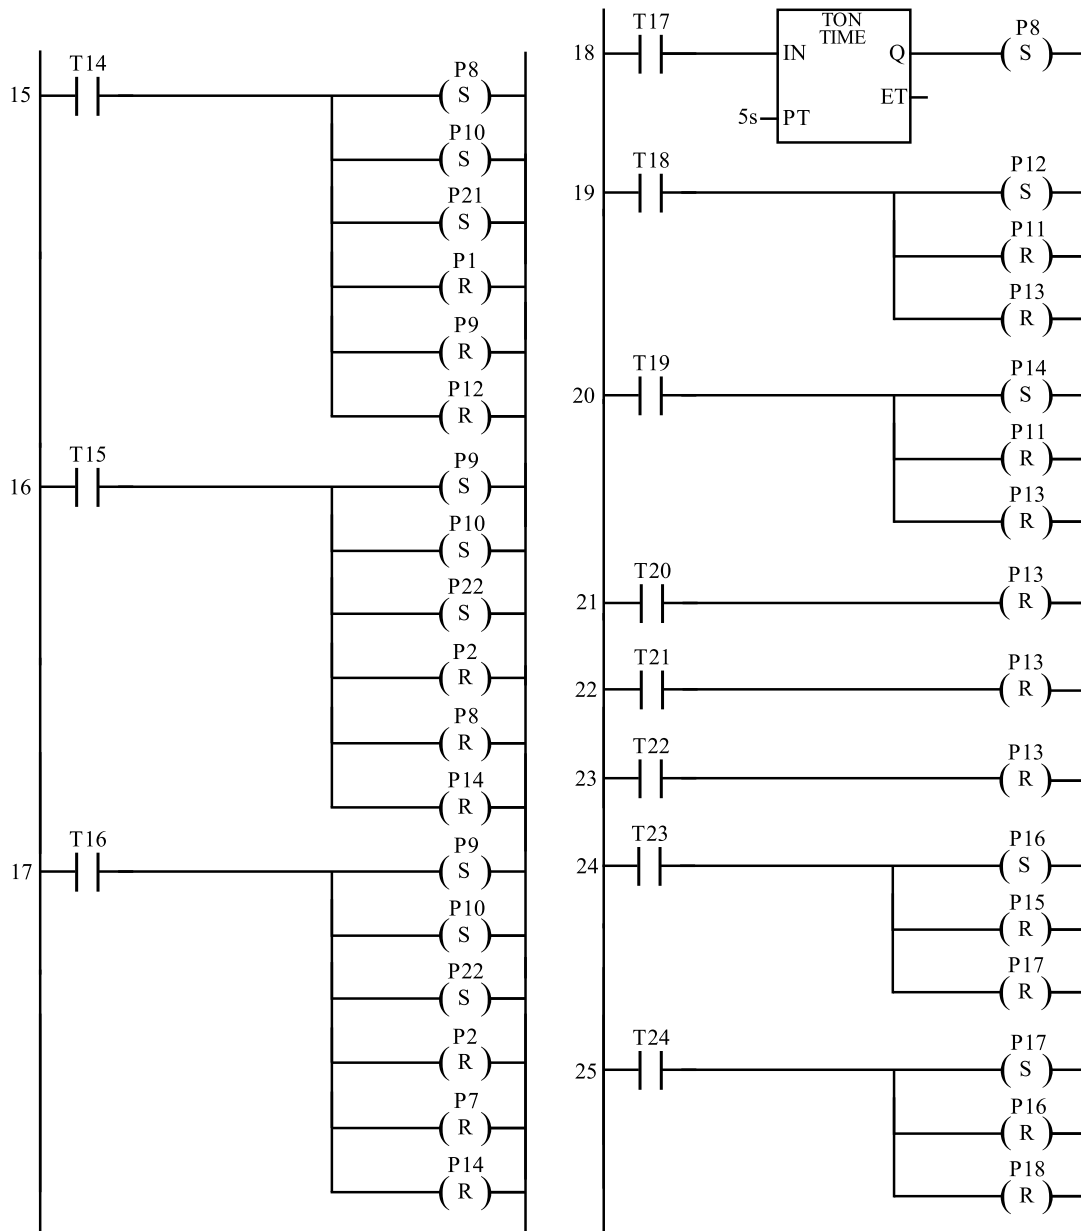 T14
P8
15
S
P10
S
P21
S
P1
R
P9
R
P12
R
T15
P9
16
S
P10
S
P22
S
P2
R
P8
R
P14
R
T16
P9
17
S
P10
S
P22
S
P2
R
P7
R
P14
R
T17
TON
TIME
P8
18
IN
Q
S
ET
5s
PT
T18
P12
19
S
P11
R
P13
R
T19
P14
20
S
P11
R
P13
R
T20
P13
21
R
T21
P13
22
R
T22
P13
23
R
T23
P16
24
S
P15
R
P17
R
T24
P17
25
S
P16
R
P18
R